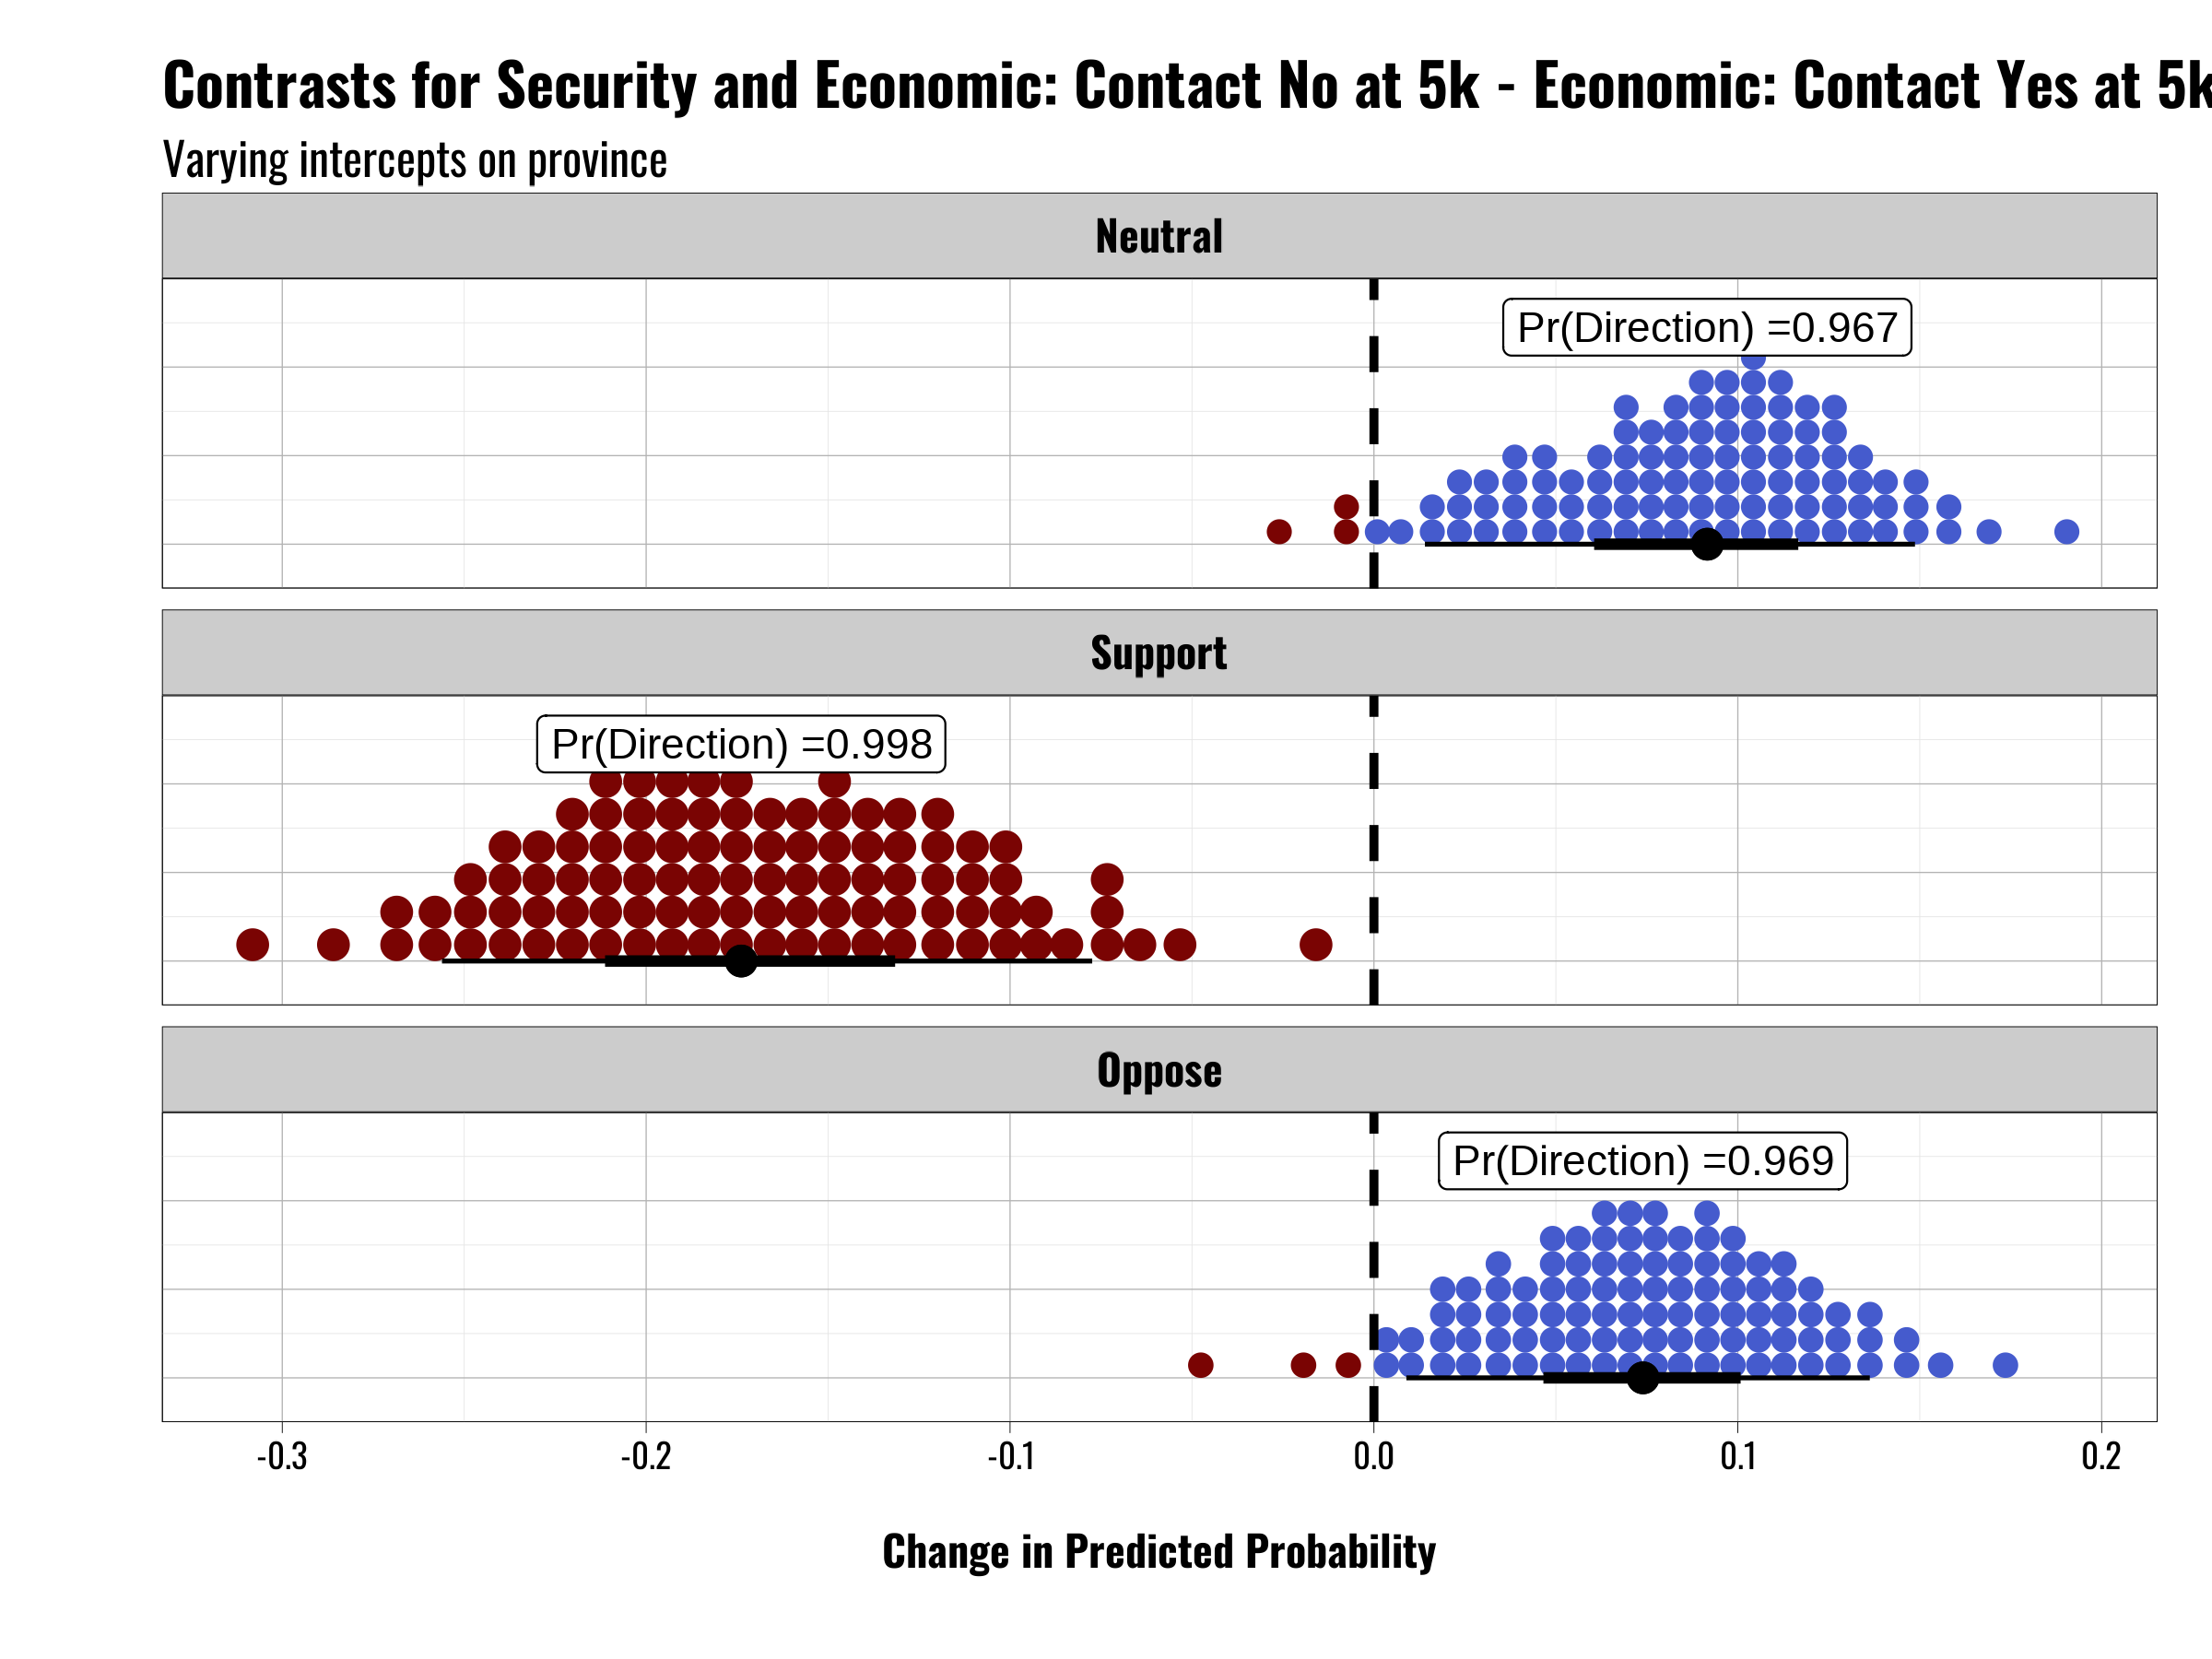 Contrasts for Security and Economic: Contact No at 5k - Economic: Contact Yes at 5k
Varying intercepts on province
Neutral
Pr(Direction) =0.967
Support
Pr(Direction) =0.998
Oppose
Pr(Direction) =0.969
-0.3 -0.2 -0.1 0.0 0.1 0.2
Change in Predicted Probability